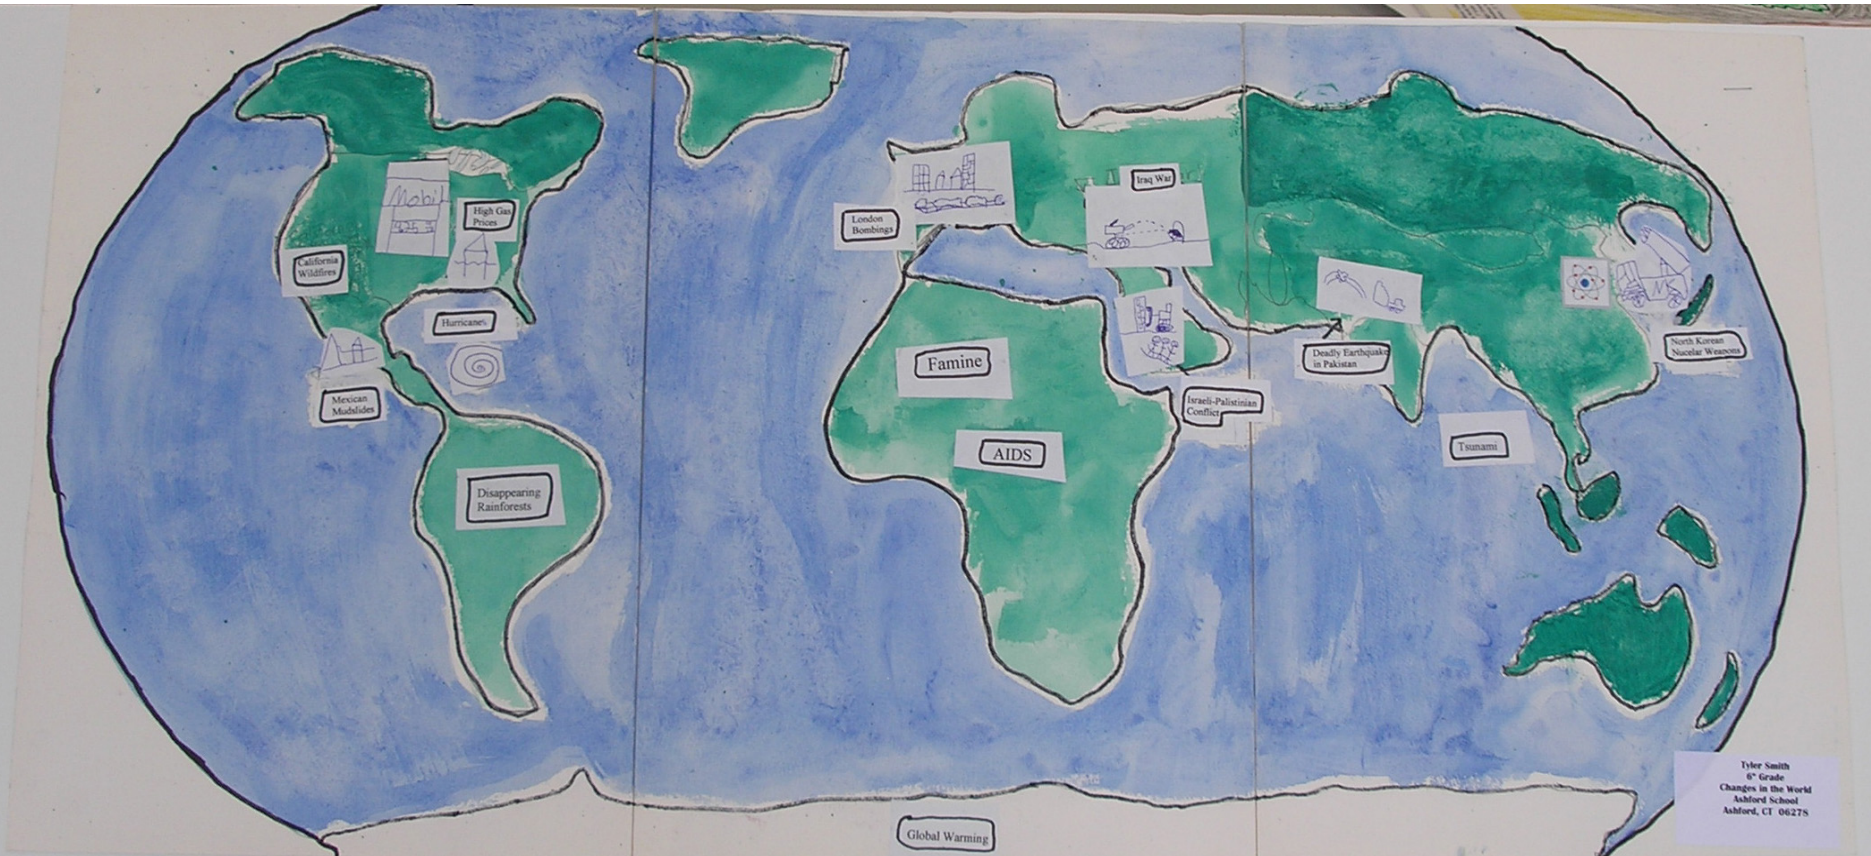 Mobil
High Gas
Prices
California
Wildfires
Hurricanes
Mexican
Mudslides
Disappearing
Rainforests
London
Bombings
Iraq War
Famine
AIDS
Israeli-Palistinian
Conflict
Deadly Earthquake
in Pakistan
Tsunami
North Korean
Nucelar Weapons
Global Warming
Tyler Smith
6th Grade
Changes in the World
Ashford School
Ashford, CT 06278